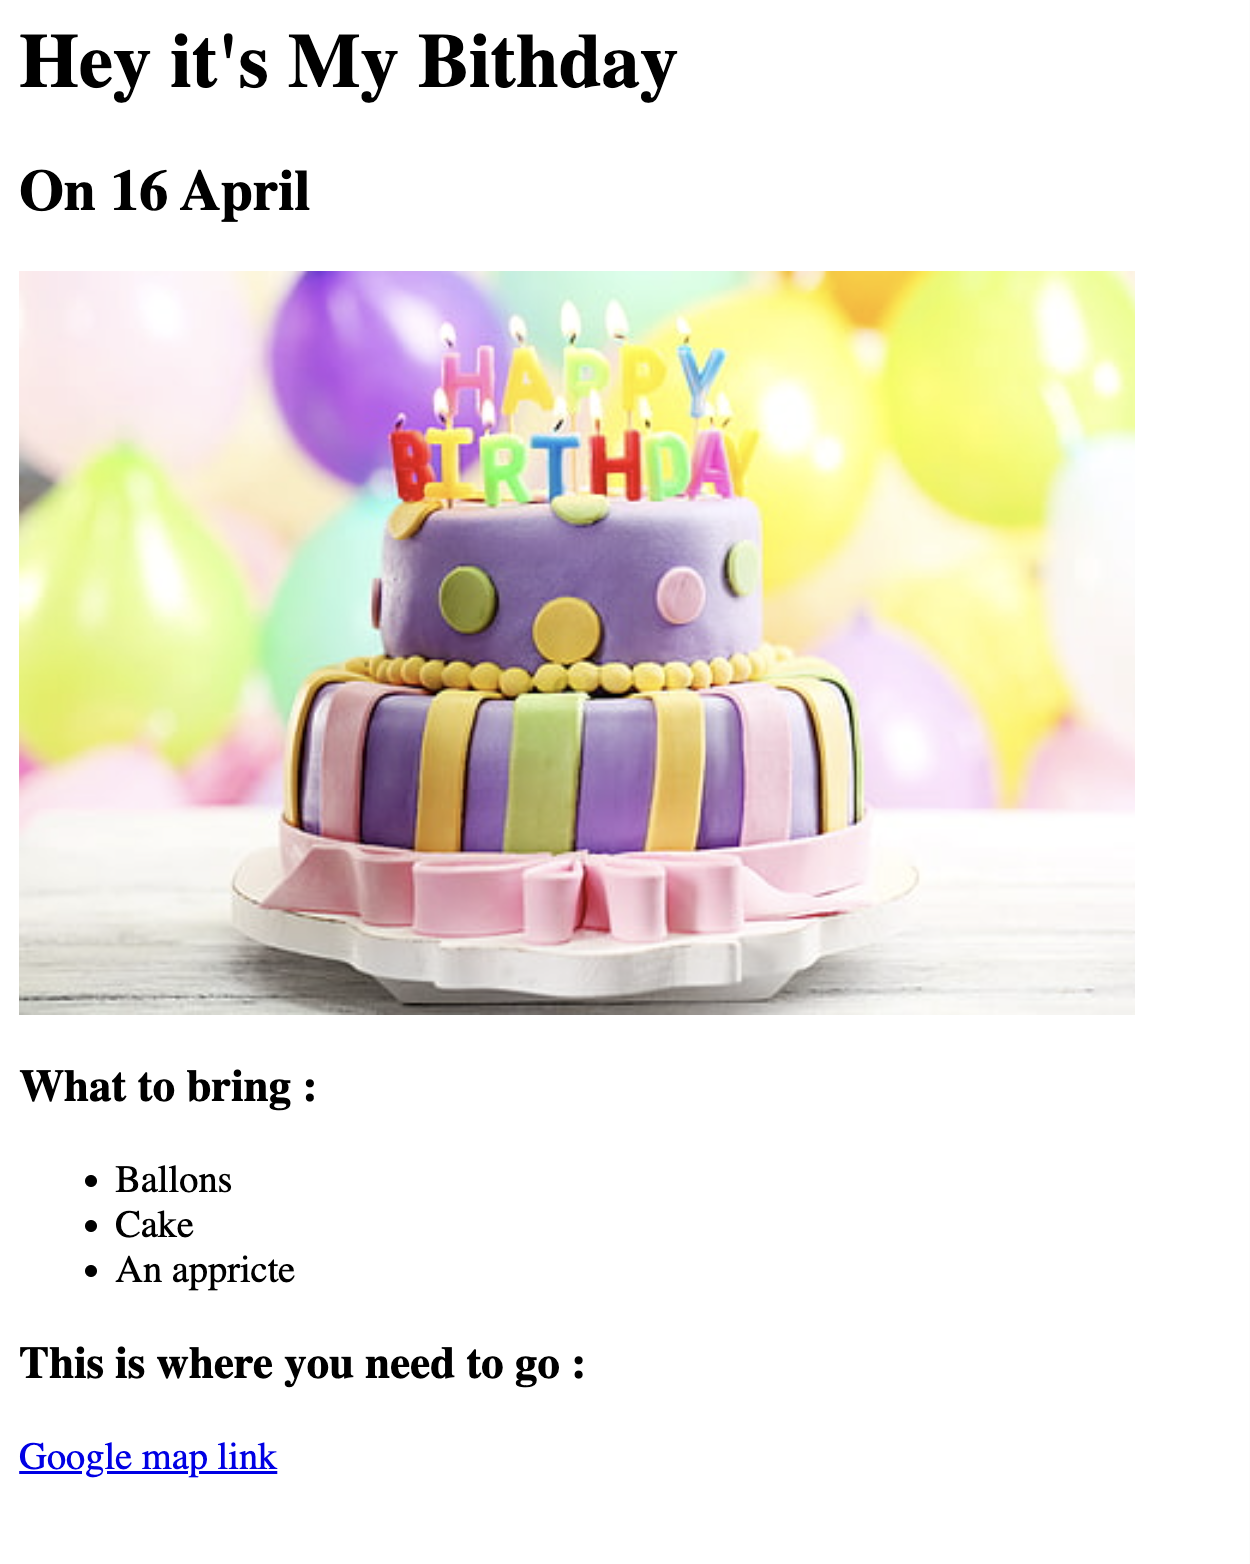 Hey it's My Bithday
On 16 April
HAPPY
BIRTHDAY
What to bring :
Ballons
Cake
An appricte
This is where you need to go :
Google map link